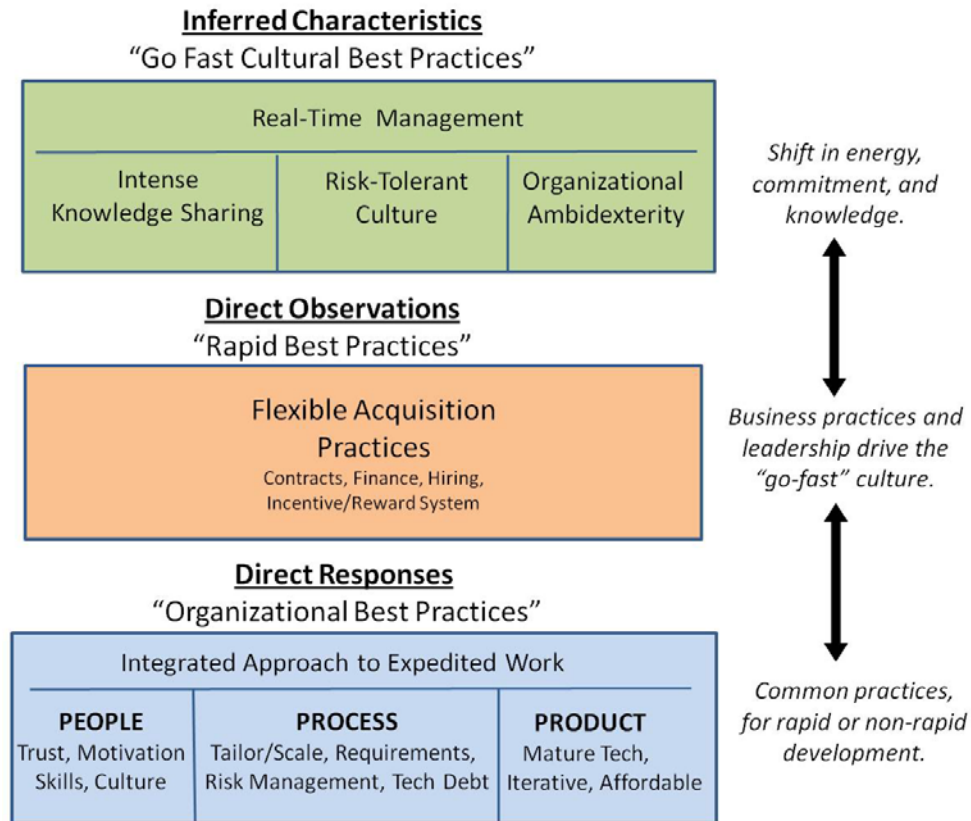 Inferred Characteristics
“Go Fast Cultural Best Practices”
Real-Time Management
Intense
Knowledge Sharing
Risk-Tolerant
Culture
Organizational
Ambidexterity
Shift in energy,
commitment, and
knowledge.
Direct Observations
“Rapid Best Practices”
Flexible Acquisition
Practices
Contracts, Finance, Hiring,
Incentive/Reward System
Business practices and
leadership drive the
“go-fast” culture.
Direct Responses
“Organizational Best Practices”
Integrated Approach to Expedited Work
PEOPLE
Trust, Motivation
Skills, Culture
PROCESS
Tailor/Scale, Requirements,
Risk Management, Tech Debt
PRODUCT
Mature Tech,
Iterative, Affordable
Common practices,
for rapid or non-rapid
development.